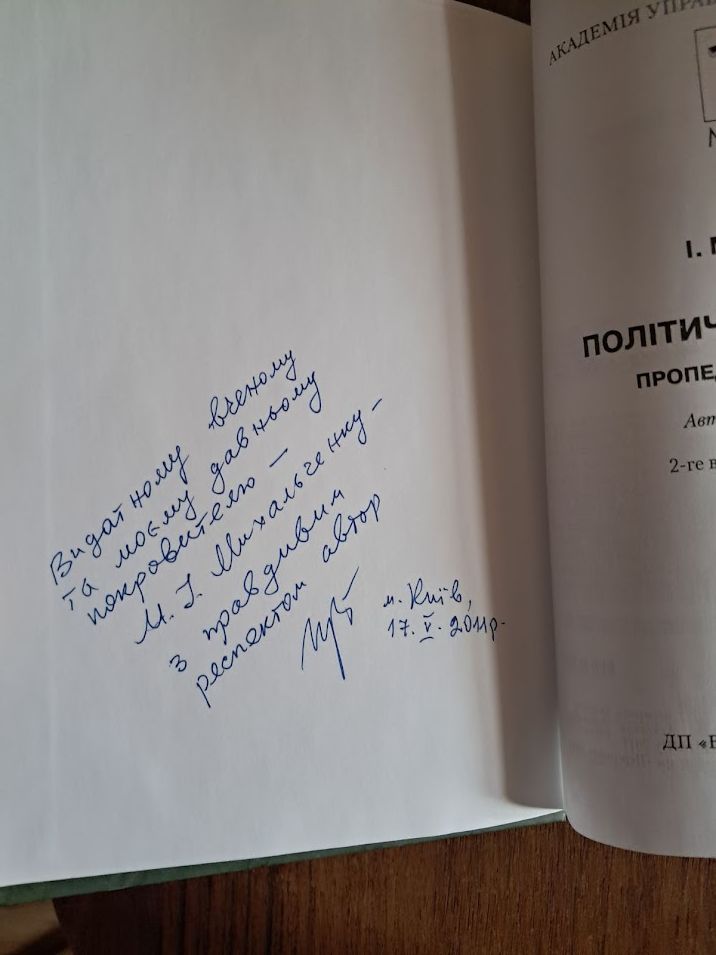 Видатному вченому
та моєму давньому
покровителю –
М. І. Михальченку –
з правдивим
респектом автор
м. Київ,
17. V. 2011р.
АКАДЕМІЯ
І.
ПОЛІТИЧ
ПРОПЕД
Авт
2-ге в
ДП «